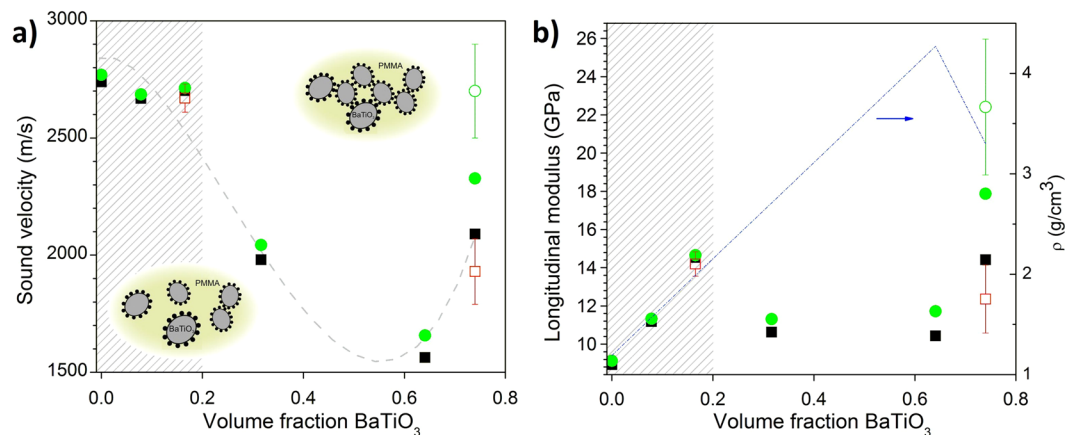 a)
3000
2500
2000
1500
Sound velocity (m/s)
PMMA
BaTiO₃
PMMA
BaTiO₃
0.0 0.2 0.4 0.6 0.8
Volume fraction BaTiO₃
b)
26
24
22
20
18
16
14
12
10
Longitudinal modulus (GPa)
4
3
2
1
ρ (g/cm³)
0.0 0.2 0.4 0.6 0.8
Volume fraction BaTiO₃